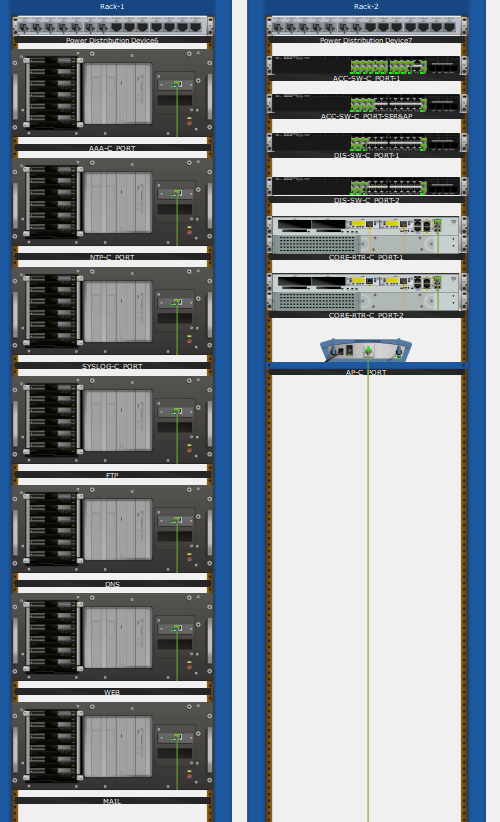 Rack-1
Power Distribution Device6
AAA-C_PORT
NTP-C_PORT
SYSLOG-C_PORT
FTP
DNS
WEB
MAIL
Rack-2
Power Distribution Device7
ACC-SW-C_PORT-1
ACC-SW-C_PORT-SER&AP
DIS-SW-C_PORT-1
DIS-SW-C_PORT-2
CORE-RTR-C_PORT-1
CORE-RTR-C_PORT-2
AP-C_PORT